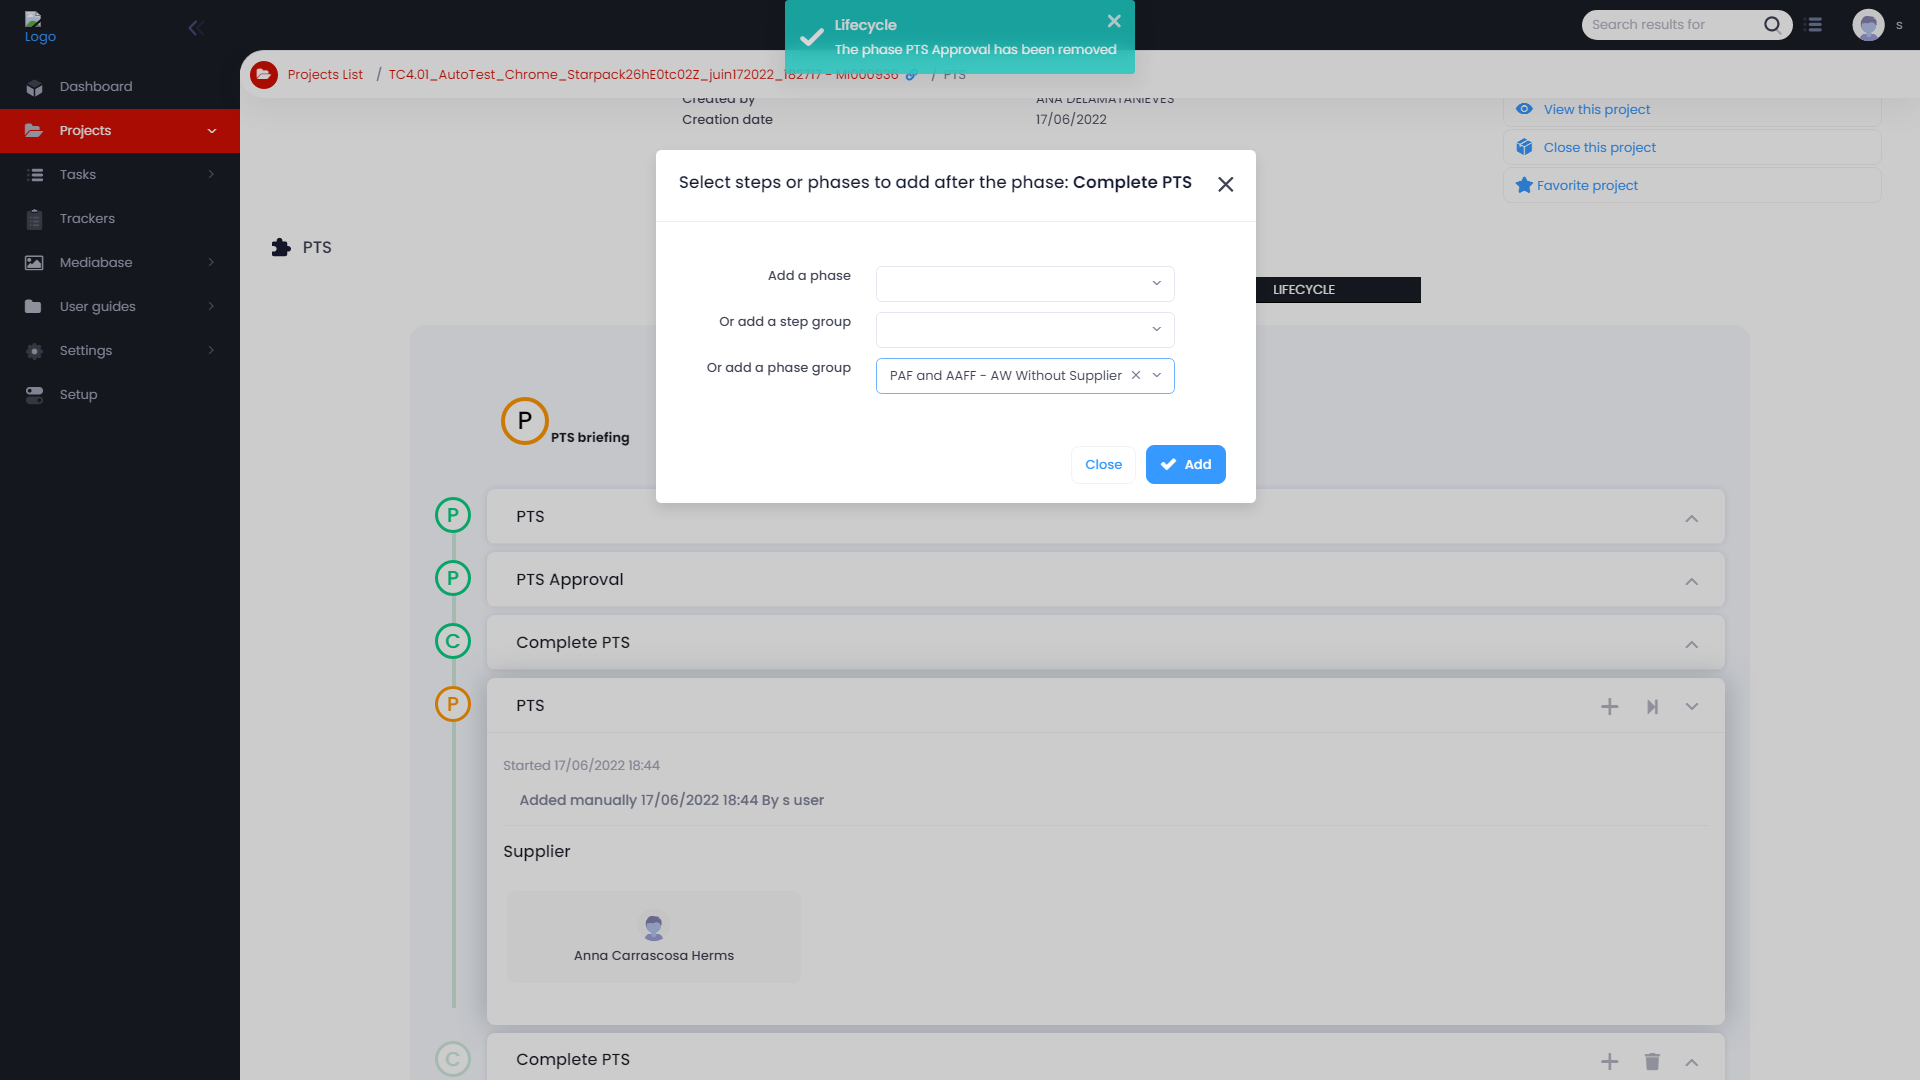 Logo
Lifecycle
The phase PTS Approval has been removed
Search results for
s
Projects List / TC4.01_AutoTest_Chrome_Starpack26hE0tc02Z_juin172022_182717 - MI000936 / PTS
Dashboard
Projects
Tasks
Trackers
Mediabase
User guides
Settings
Setup
Created by ANA DELAMATANIEVES
Creation date 17/06/2022
View this project
Close this project
Favorite project
PTS
LIFECYCLE
Select steps or phases to add after the phase: Complete PTS
Add a phase
Or add a step group
Or add a phase group PAF and AAFF - AW Without Supplier
Close Add
P PTS briefing
P PTS
P PTS Approval
C Complete PTS
P PTS
Started 17/06/2022 18:44
Added manually 17/06/2022 18:44 By s user
Supplier
Anna Carrascosa Herms
C Complete PTS